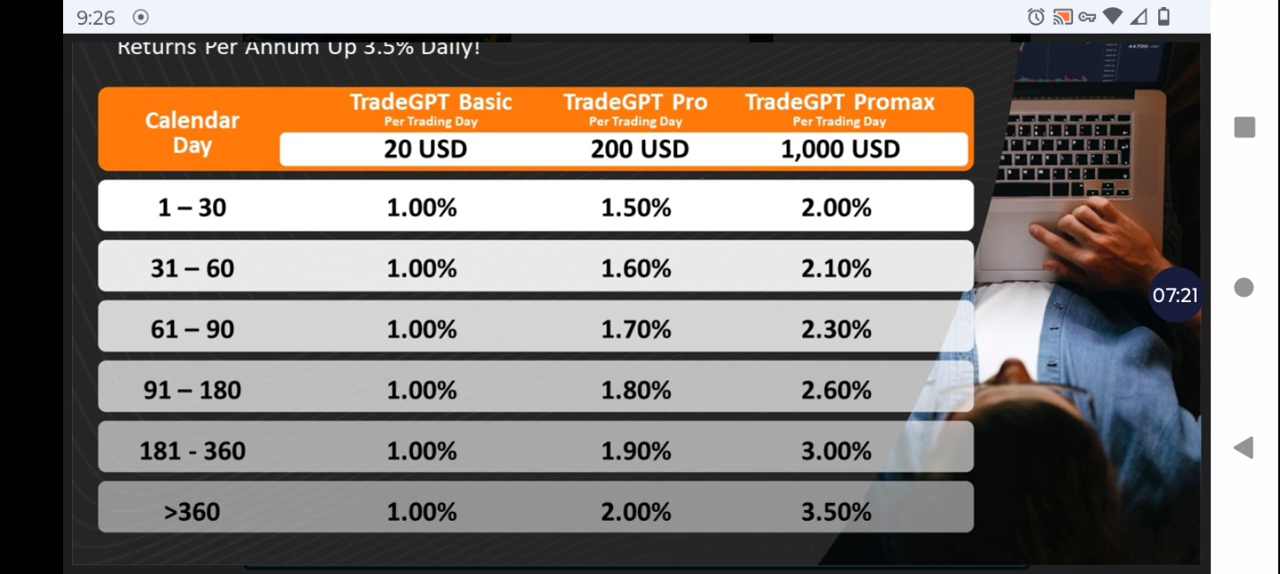 9:26
Returns Per Annum Up 3.5% Daily!
Calendar Day
TradeGPT Basic
Per Trading Day
20 USD
TradeGPT Pro
Per Trading Day
200 USD
TradeGPT Promax
Per Trading Day
1,000 USD
1 – 30 1.00% 1.50% 2.00%
31 – 60 1.00% 1.60% 2.10%
61 – 90 1.00% 1.70% 2.30%
91 – 180 1.00% 1.80% 2.60%
181 - 360 1.00% 1.90% 3.00%
>360 1.00% 2.00% 3.50%
07:21